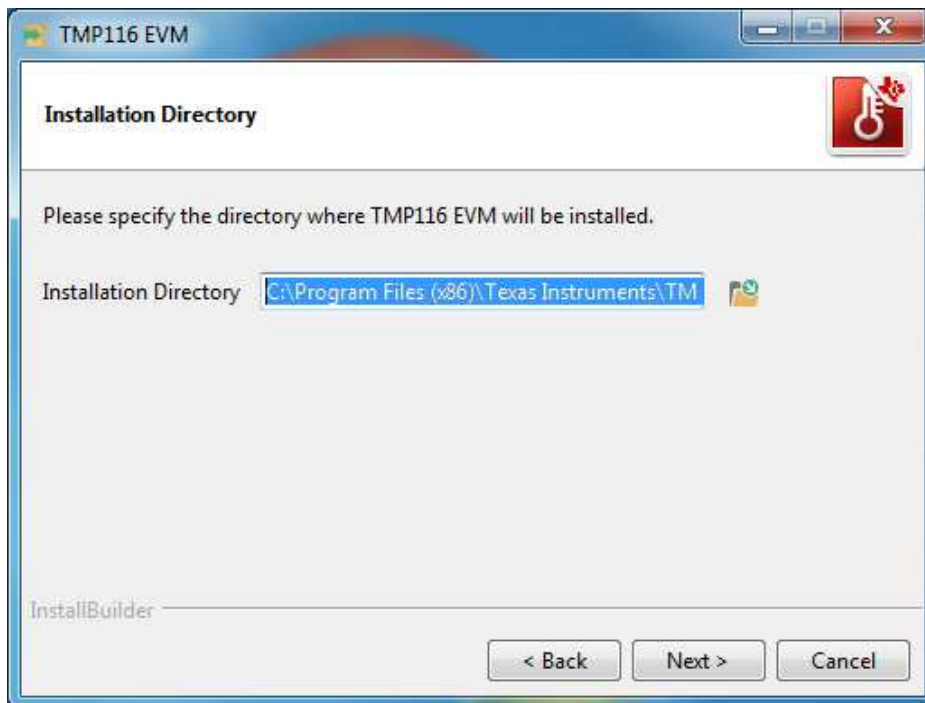 TMP116 EVM
Installation Directory
Please specify the directory where TMP116 EVM will be installed.
Installation Directory C:\Program Files (x86)\Texas Instruments\TM
InstallBuilder
< Back Next > Cancel